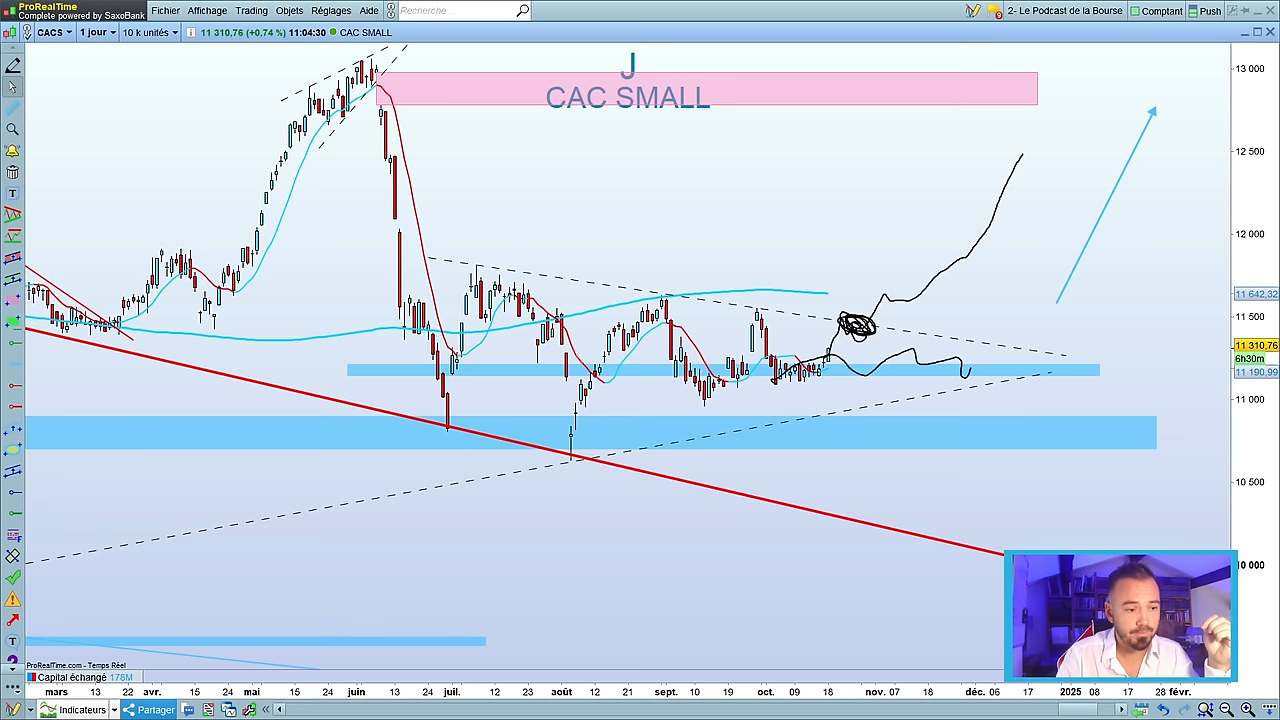 ProRealTime
Complete powered by SaxoBank
Fichier Affichage Trading Objets Réglages Aide
Recherche...
2- Le Podcast de la Bourse
Comptant
Push
CACS 1 jour 10 k unités 11 310,76 (+0,74 %) 11:04:30 CAC SMALL
J
CAC SMALL
13 000
12 500
12 000
11 642,32
11 500
11 310,76
6h30m
11 190,99
11 000
10 500
10 000
ProRealTime.com - Temps Réel
Capital échangé 178M
mars 13 22 avr. 15 24 mai 16 22 juin 13 24 juil. 15 23 août 12 21 sept. 10 19 oct. 09 18 nov. 07 18 déc. 06 17 2025 08 17 28 févr.
Indicateurs
Partager